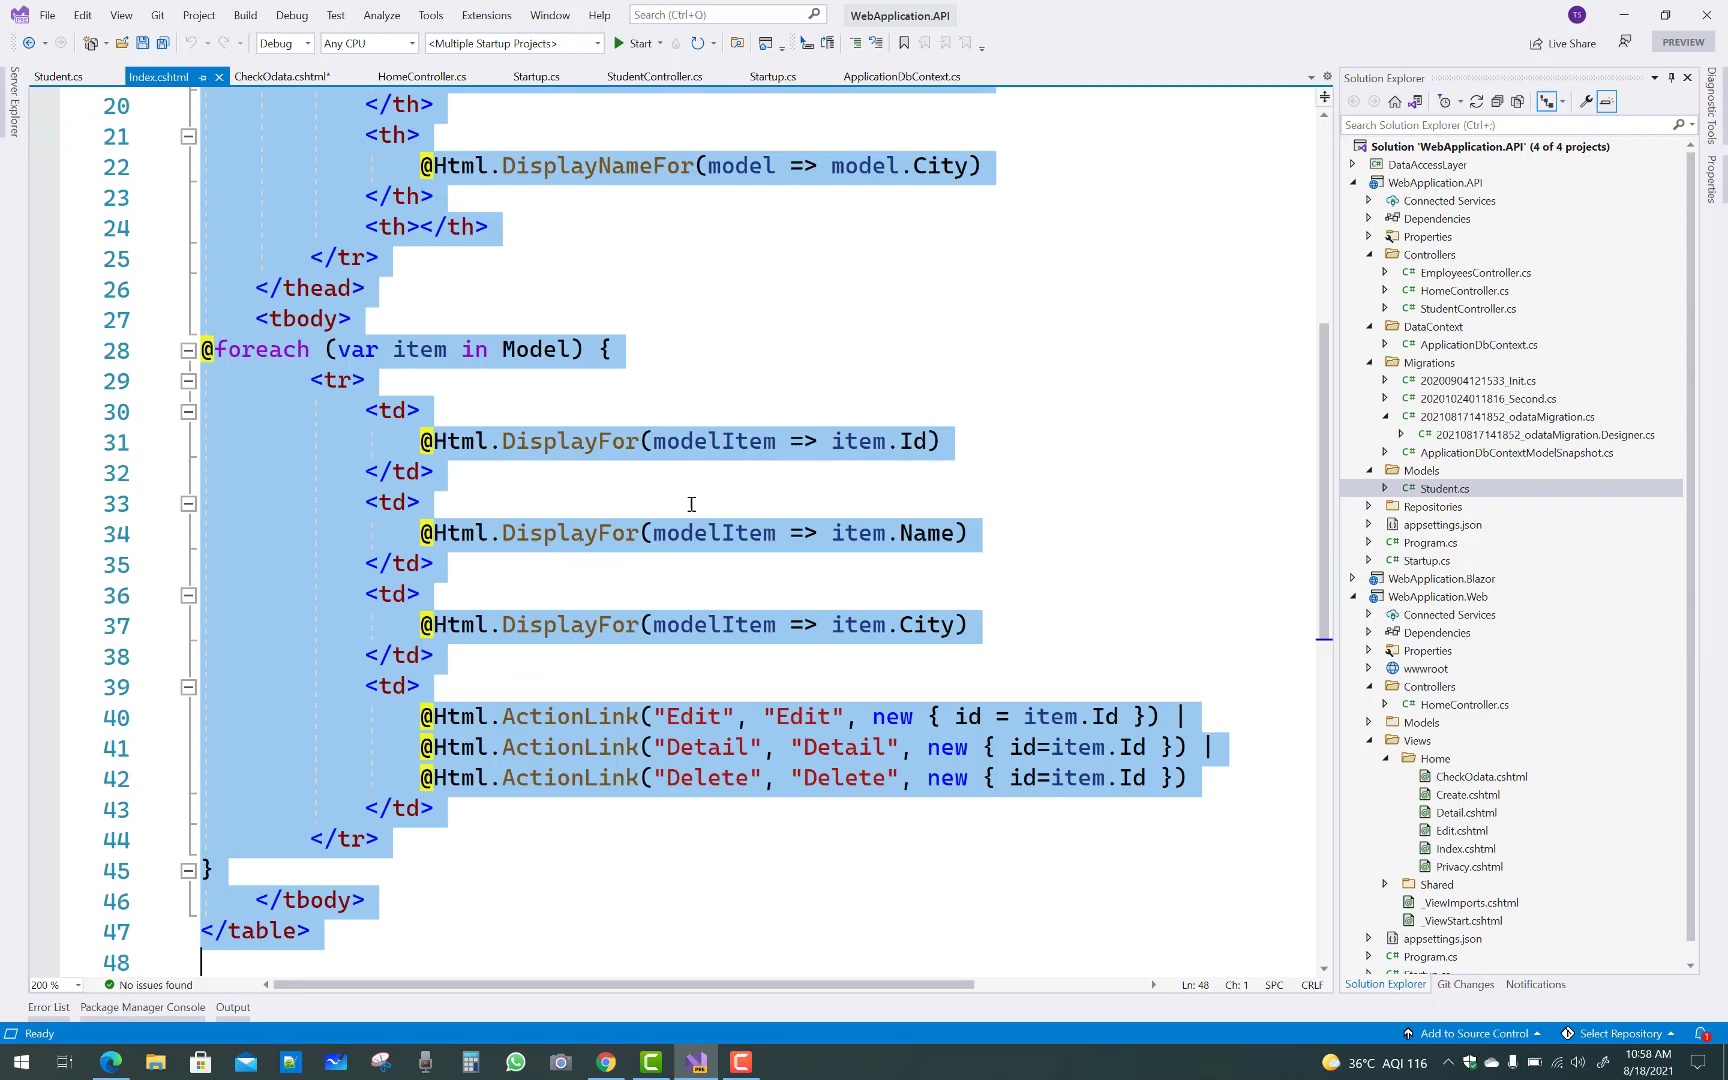 File Edit View Git Project Build Debug Test Analyze Tools Extensions Window Help Search (Ctrl+Q) WebApplication.API TS
Debug Any CPU <Multiple Startup Projects> Start Live Share PREVIEW
Server Explorer
Student.cs Index.cshtml CheckOdata.cshtml* HomeController.cs Startup.cs StudentController.cs Startup.cs ApplicationDbContext.cs
20 </th>
21 <th>
22 @Html.DisplayNameFor(model => model.City)
23 </th>
24 <th></th>
25 </tr>
26 </thead>
27 <tbody>
28 @foreach (var item in Model) {
29 <tr>
30 <td>
31 @Html.DisplayFor(modelItem => item.Id)
32 </td>
33 <td>
34 @Html.DisplayFor(modelItem => item.Name)
35 </td>
36 <td>
37 @Html.DisplayFor(modelItem => item.City)
38 </td>
39 <td>
40 @Html.ActionLink("Edit", "Edit", new { id = item.Id }) |
41 @Html.ActionLink("Detail", "Detail", new { id=item.Id }) |
42 @Html.ActionLink("Delete", "Delete", new { id=item.Id })
43 </td>
44 </tr>
45 }
46 </tbody>
47 </table>
48
200 % No issues found Ln: 48 Ch: 1 SPC CRLF
Error List Package Manager Console Output
Solution Explorer
Search Solution Explorer (Ctrl+;)
Solution 'WebApplication.API' (4 of 4 projects)
DataAccessLayer
WebApplication.API
Connected Services
Dependencies
Properties
Controllers
C# EmployeesController.cs
C# HomeController.cs
C# StudentController.cs
DataContext
C# ApplicationDbContext.cs
Migrations
C# 20200904121533_Init.cs
C# 20201024011816_Second.cs
C# 20210817141852_odataMigration.cs
C# 20210817141852_odataMigration.Designer.cs
C# ApplicationDbContextModelSnapshot.cs
Models
C# Student.cs
Repositories
appsettings.json
C# Program.cs
C# Startup.cs
WebApplication.Blazor
WebApplication.Web
Connected Services
Dependencies
Properties
wwwroot
Controllers
C# HomeController.cs
Models
Views
Home
CheckOdata.cshtml
Create.cshtml
Detail.cshtml
Edit.cshtml
Index.cshtml
Privacy.cshtml
Shared
_ViewImports.cshtml
_ViewStart.cshtml
appsettings.json
C# Program.cs
Solution Explorer Git Changes Notifications
Diagnostic Tools
Properties
Ready Add to Source Control Select Repository
36°C AQI 116 10:58 AM
8/18/2021